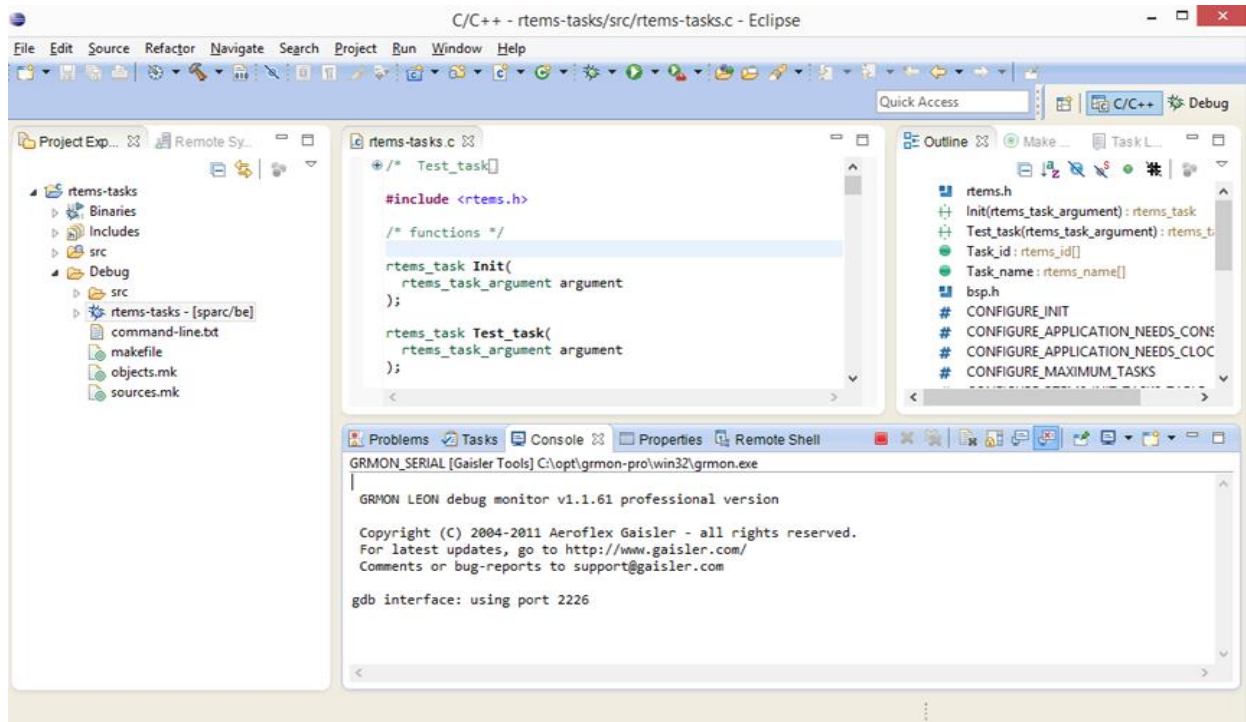 C/C++ - rtems-tasks/src/rtems-tasks.c - Eclipse
File Edit Source Refactor Navigate Search Project Run Window Help
Quick Access
C/C++ Debug
Project Exp...
Remote Sy...
rtems-tasks
Binaries
Includes
src
Debug
src
rtems-tasks - [sparc/be]
command-line.txt
makefile
objects.mk
sources.mk
rtems-tasks.c
/* Test_task
#include <rtems.h>
/* functions */
rtems_task Init(
rtems_task_argument argument
);
rtems_task Test_task(
rtems_task_argument argument
);
Outline Make ... Task L...
rtems.h
Init(rtems_task_argument) : rtems_task
Test_task(rtems_task_argument) : rtems_t
Task_id : rtems_id[]
Task_name : rtems_name[]
bsp.h
CONFIGURE_INIT
CONFIGURE_APPLICATION_NEEDS_CONS
CONFIGURE_APPLICATION_NEEDS_CLOC
CONFIGURE_MAXIMUM_TASKS
Problems Tasks Console Properties Remote Shell
GRMON_SERIAL [Gaisler Tools] C:\opt\grmon-pro\win32\grmon.exe
GRMON LEON debug monitor v1.1.61 professional version
Copyright (C) 2004-2011 Aeroflex Gaisler - all rights reserved.
For latest updates, go to http://www.gaisler.com/
Comments or bug-reports to support@gaisler.com
gdb interface: using port 2226